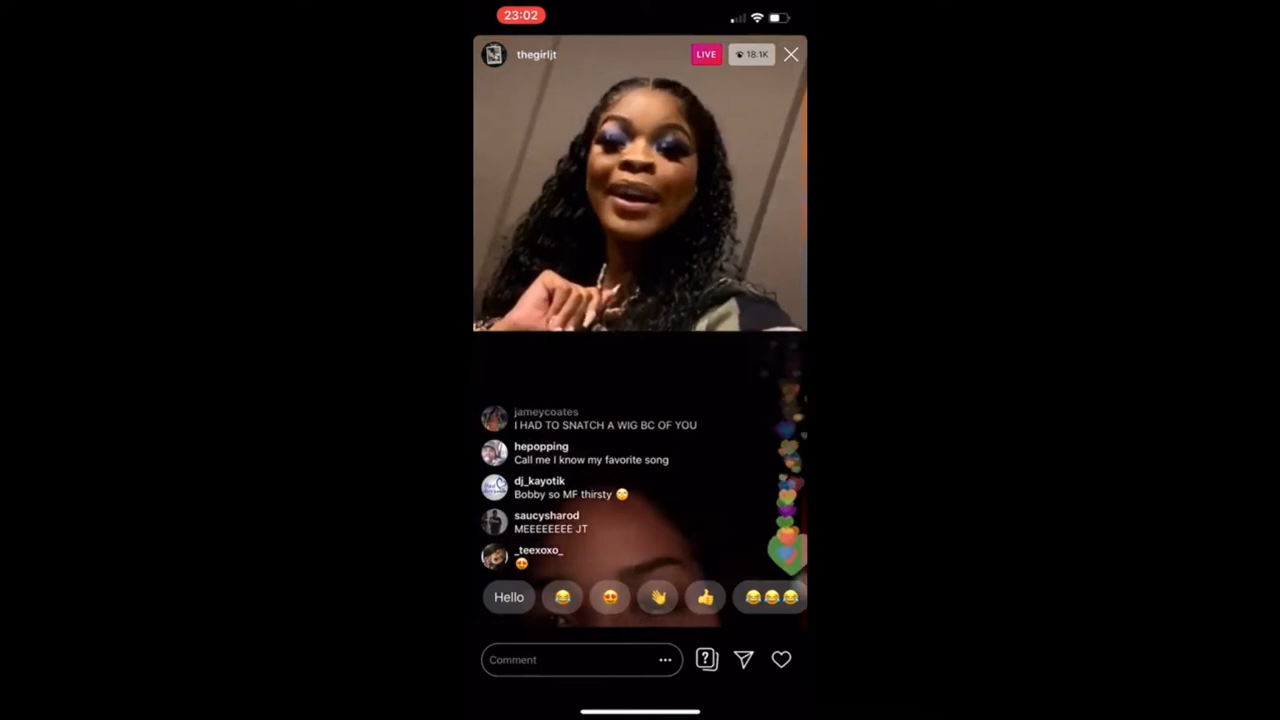 23:02
thegirljt
LIVE
18.1K
jameycoates
I HAD TO SNATCH A WIG BC OF YOU
hepopping
Call me I know my favorite song
dj_kayotik
Bobby so MF thirsty 🙄
saucysharod
MEEEEEEEE JT
_teexoxo_
😍
Hello 😂 😍 👋 👍 😂😂😂
Comment